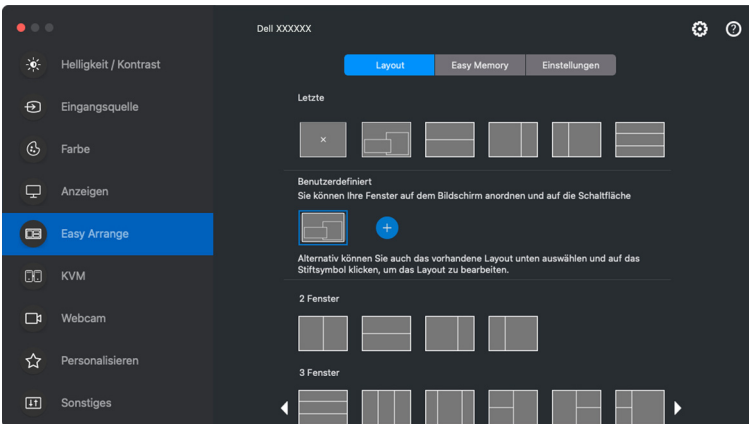 Dell XXXXXX
Helligkeit / Kontrast
Eingangsquelle
Farbe
Anzeigen
Easy Arrange
KVM
Webcam
Personalisieren
Sonstiges
Layout
Easy Memory
Einstellungen
Letzte
Benutzerdefiniert
Sie können Ihre Fenster auf dem Bildschirm anordnen und auf die Schaltfläche
Alternativ können Sie auch das vorhandene Layout unten auswählen und auf das
Stiftsymbol klicken, um das Layout zu bearbeiten.
2 Fenster
3 Fenster